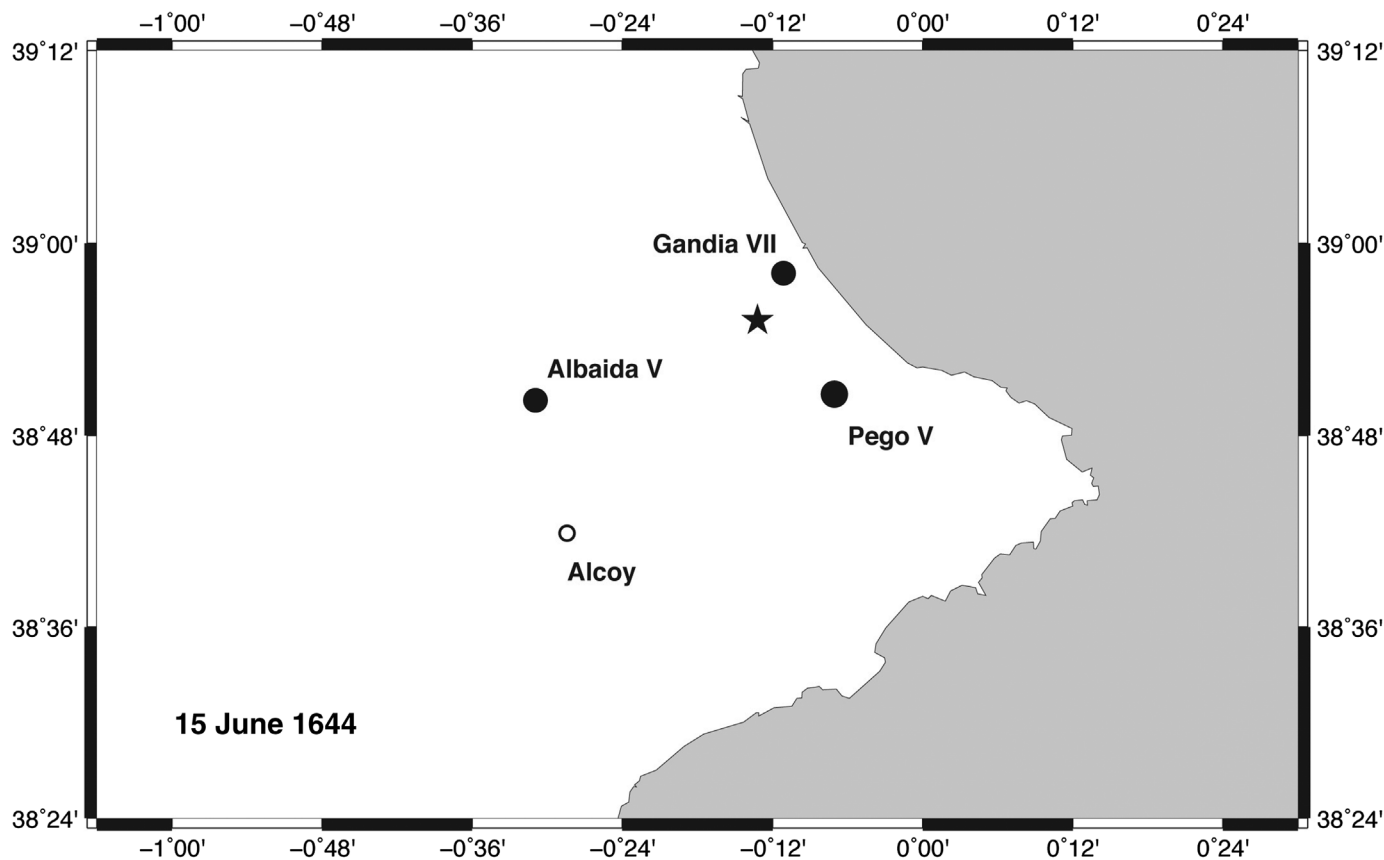 −1˚00' −0˚48' −0˚36' −0˚24' −0˚12' 0˚00' 0˚12' 0˚24'
39˚12' 39˚12'
39˚00' Gandia VII 39˚00'
Albaida V
38˚48' Pego V 38˚48'
Alcoy
38˚36' 38˚36'
15 June 1644
38˚24' 38˚24'
−1˚00' −0˚48' −0˚36' −0˚24' −0˚12' 0˚00' 0˚12' 0˚24'